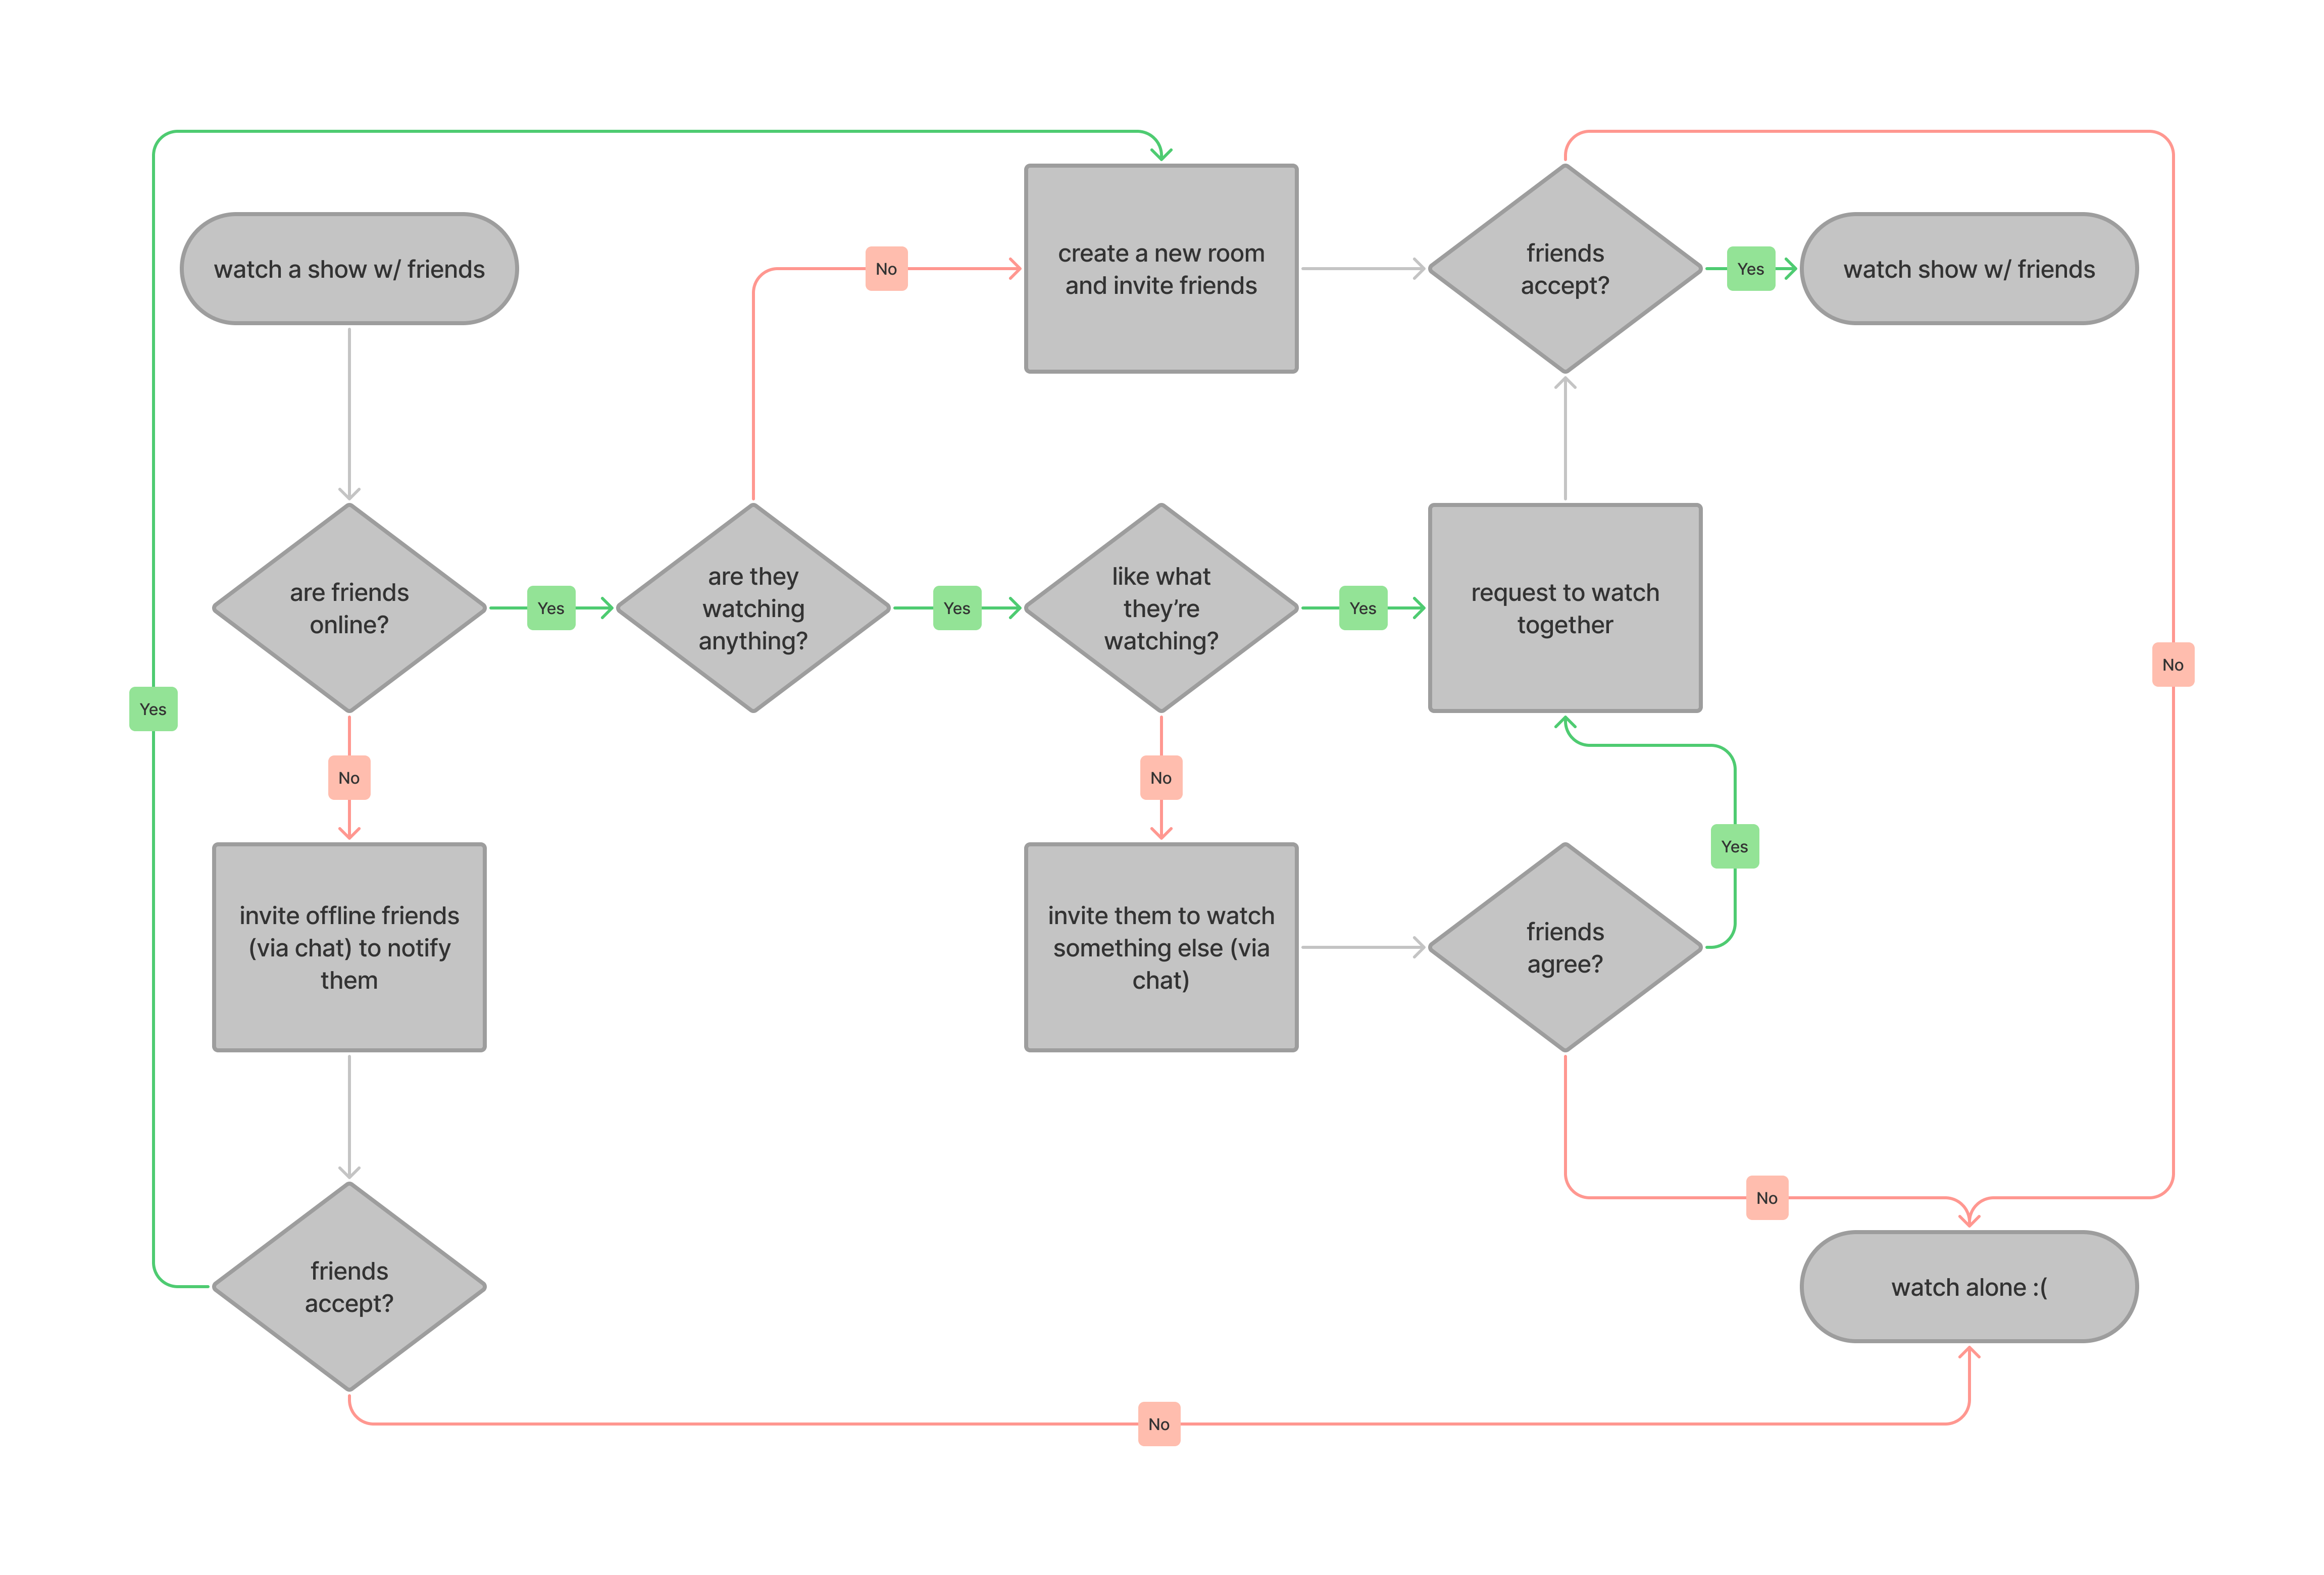 watch a show w/ friends
No
create a new room
and invite friends
friends
accept?
Yes
watch show w/ friends
are friends
online?
Yes
are they
watching
anything?
Yes
like what
they’re
watching?
Yes
request to watch
together
No
Yes
No
No
Yes
invite offline friends
(via chat) to notify
them
invite them to watch
something else (via
chat)
friends
agree?
No
friends
accept?
watch alone :(
No